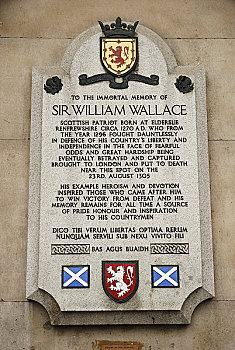 TO THE IMMORTAL MEMORY OF
SIR WILLIAM WALLACE
SCOTTISH PATRIOT BORN AT ELDERSLIE
RENFREWSHIRE CIRCA 1270 A.D. WHO FROM
THE YEAR 1296 FOUGHT DAUNTLESSLY
IN DEFENCE OF HIS COUNTRY'S LIBERTY AND
INDEPENDENCE IN THE FACE OF FEARFUL
ODDS AND GREAT HARDSHIP BEING
EVENTUALLY BETRAYED AND CAPTURED
BROUGHT TO LONDON AND PUT TO DEATH
NEAR THIS SPOT ON THE
23RD. AUGUST 1305
HIS EXAMPLE HEROISM AND DEVOTION
INSPIRED THOSE WHO CAME AFTER HIM
TO WIN VICTORY FROM DEFEAT AND HIS
MEMORY REMAINS FOR ALL TIME A SOURCE
OF PRIDE HONOUR AND INSPIRATION
TO HIS COUNTRYMEN
DICO TIBI VERUM LIBERTAS OPTIMA RERUM
NUNQUAM SERVILI SUB NEXU VIVITO FILI
BAS AGUS BUAIDH